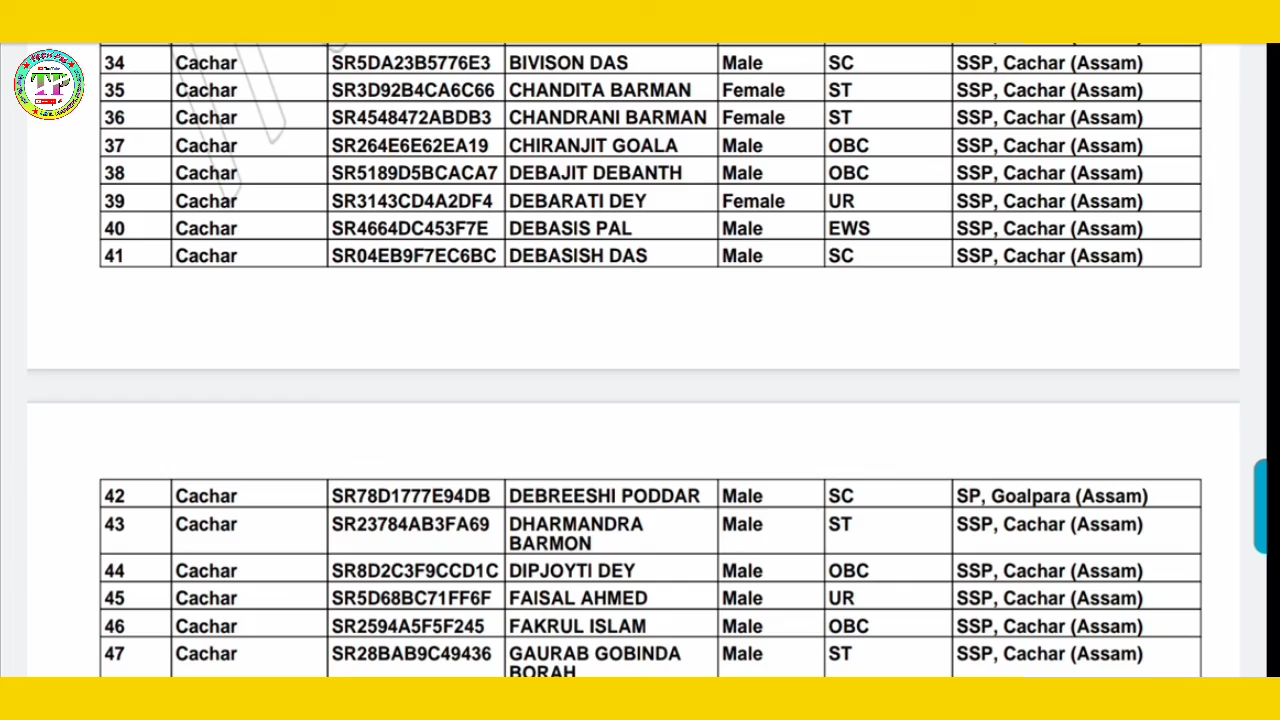 34 Cachar SR5DA23B5776E3 BIVISON DAS Male SC SSP, Cachar (Assam)
35 Cachar SR3D92B4CA6C66 CHANDITA BARMAN Female ST SSP, Cachar (Assam)
36 Cachar SR4548472ABDB3 CHANDRANI BARMAN Female ST SSP, Cachar (Assam)
37 Cachar SR264E6E62EA19 CHIRANJIT GOALA Male OBC SSP, Cachar (Assam)
38 Cachar SR5189D5BCACA7 DEBAJIT DEBANTH Male OBC SSP, Cachar (Assam)
39 Cachar SR3143CD4A2DF4 DEBARATI DEY Female UR SSP, Cachar (Assam)
40 Cachar SR4664DC453F7E DEBASIS PAL Male EWS SSP, Cachar (Assam)
41 Cachar SR04EB9F7EC6BC DEBASISH DAS Male SC SSP, Cachar (Assam)
42 Cachar SR78D1777E94DB DEBREESHI PODDAR Male SC SP, Goalpara (Assam)
43 Cachar SR23784AB3FA69 DHARMANDRA Male ST SSP, Cachar (Assam)
BARMON
44 Cachar SR8D2C3F9CCD1C DIPJOYTI DEY Male OBC SSP, Cachar (Assam)
45 Cachar SR5D68BC71FF6F FAISAL AHMED Male UR SSP, Cachar (Assam)
46 Cachar SR2594A5F5F245 FAKRUL ISLAM Male OBC SSP, Cachar (Assam)
47 Cachar SR28BAB9C49436 GAURAB GOBINDA Male ST SSP, Cachar (Assam)
BORAH
TP